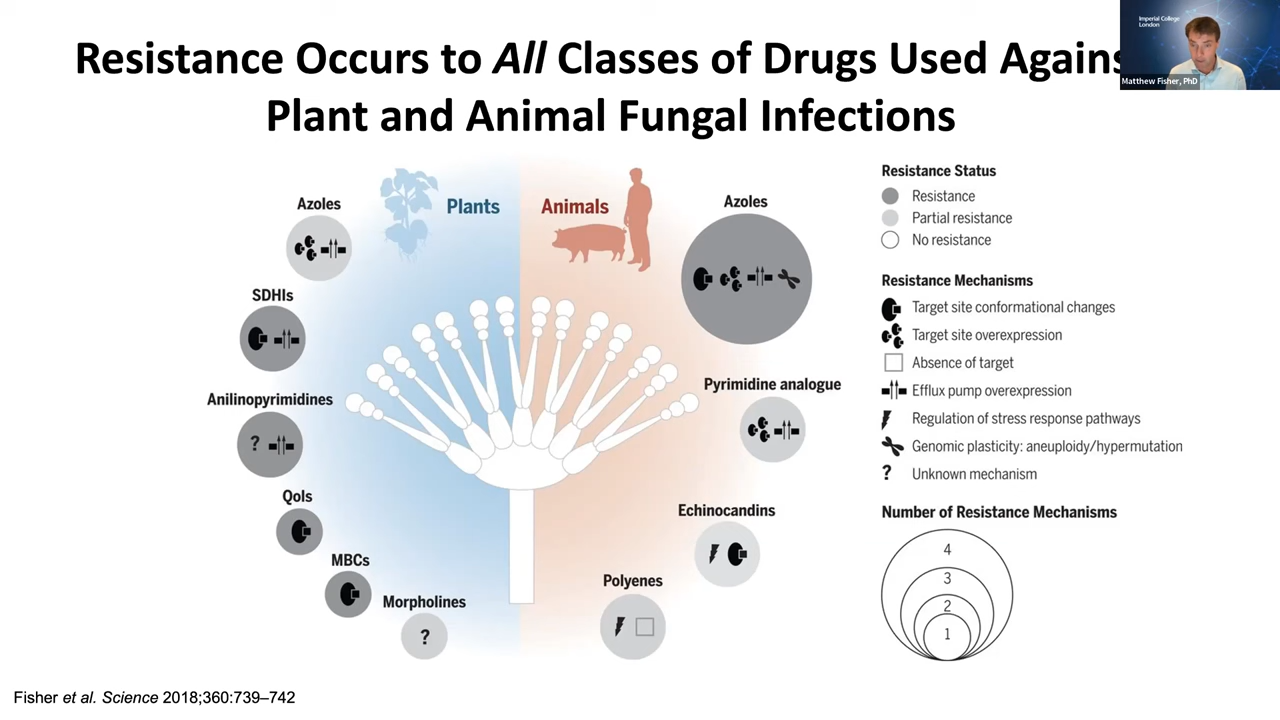 Resistance Occurs to All Classes of Drugs Used Agains
Plant and Animal Fungal Infections
Imperial College
London
Matthew Fisher, PhD
Plants
Animals
Azoles
SDHIs
Anilinopyrimidines
?
QoIs
MBCs
Morpholines
?
Azoles
Pyrimidine analogue
Echinocandins
Polyenes
Resistance Status
Resistance
Partial resistance
No resistance
Resistance Mechanisms
Target site conformational changes
Target site overexpression
Absence of target
Efflux pump overexpression
Regulation of stress response pathways
Genomic plasticity: aneuploidy/hypermutation
? Unknown mechanism
Number of Resistance Mechanisms
4
3
2
1
Fisher et al. Science 2018;360:739–742